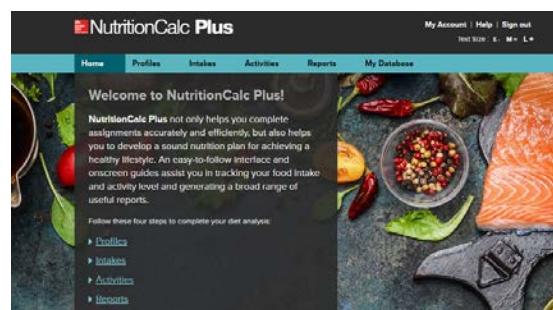 NutritionCalc Plus
My Account | Help | Sign out
Text Size: S- M= L+
Home Profiles Intakes Activities Reports My Database
Welcome to NutritionCalc Plus!
NutritionCalc Plus not only helps you complete
assignments accurately and efficiently, but also helps
you to develop a sound nutrition plan for achieving a
healthy lifestyle. An easy-to-follow interface and
onscreen guides assist you in tracking your food intake
and activity level and generating a broad range of
useful reports.
Follow these four steps to complete your diet analysis:
Profiles
Intakes
Activities
Reports